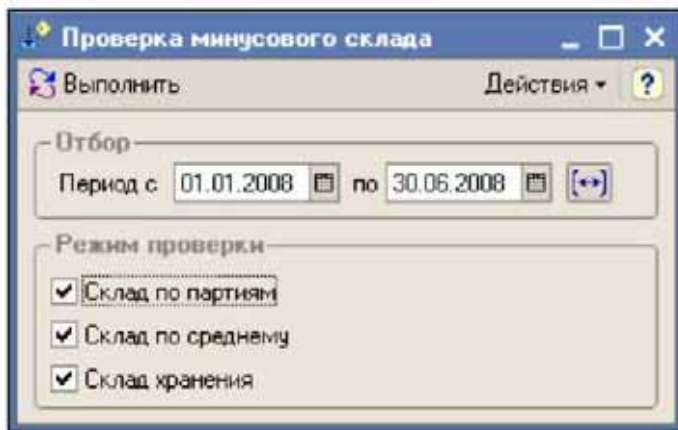 Проверка минусового склада
Выполнить Действия ?
Отбор
Период с 01.01.2008 по 30.06.2008
Режим проверки
Склад по партиям
Склад по среднему
Склад хранения